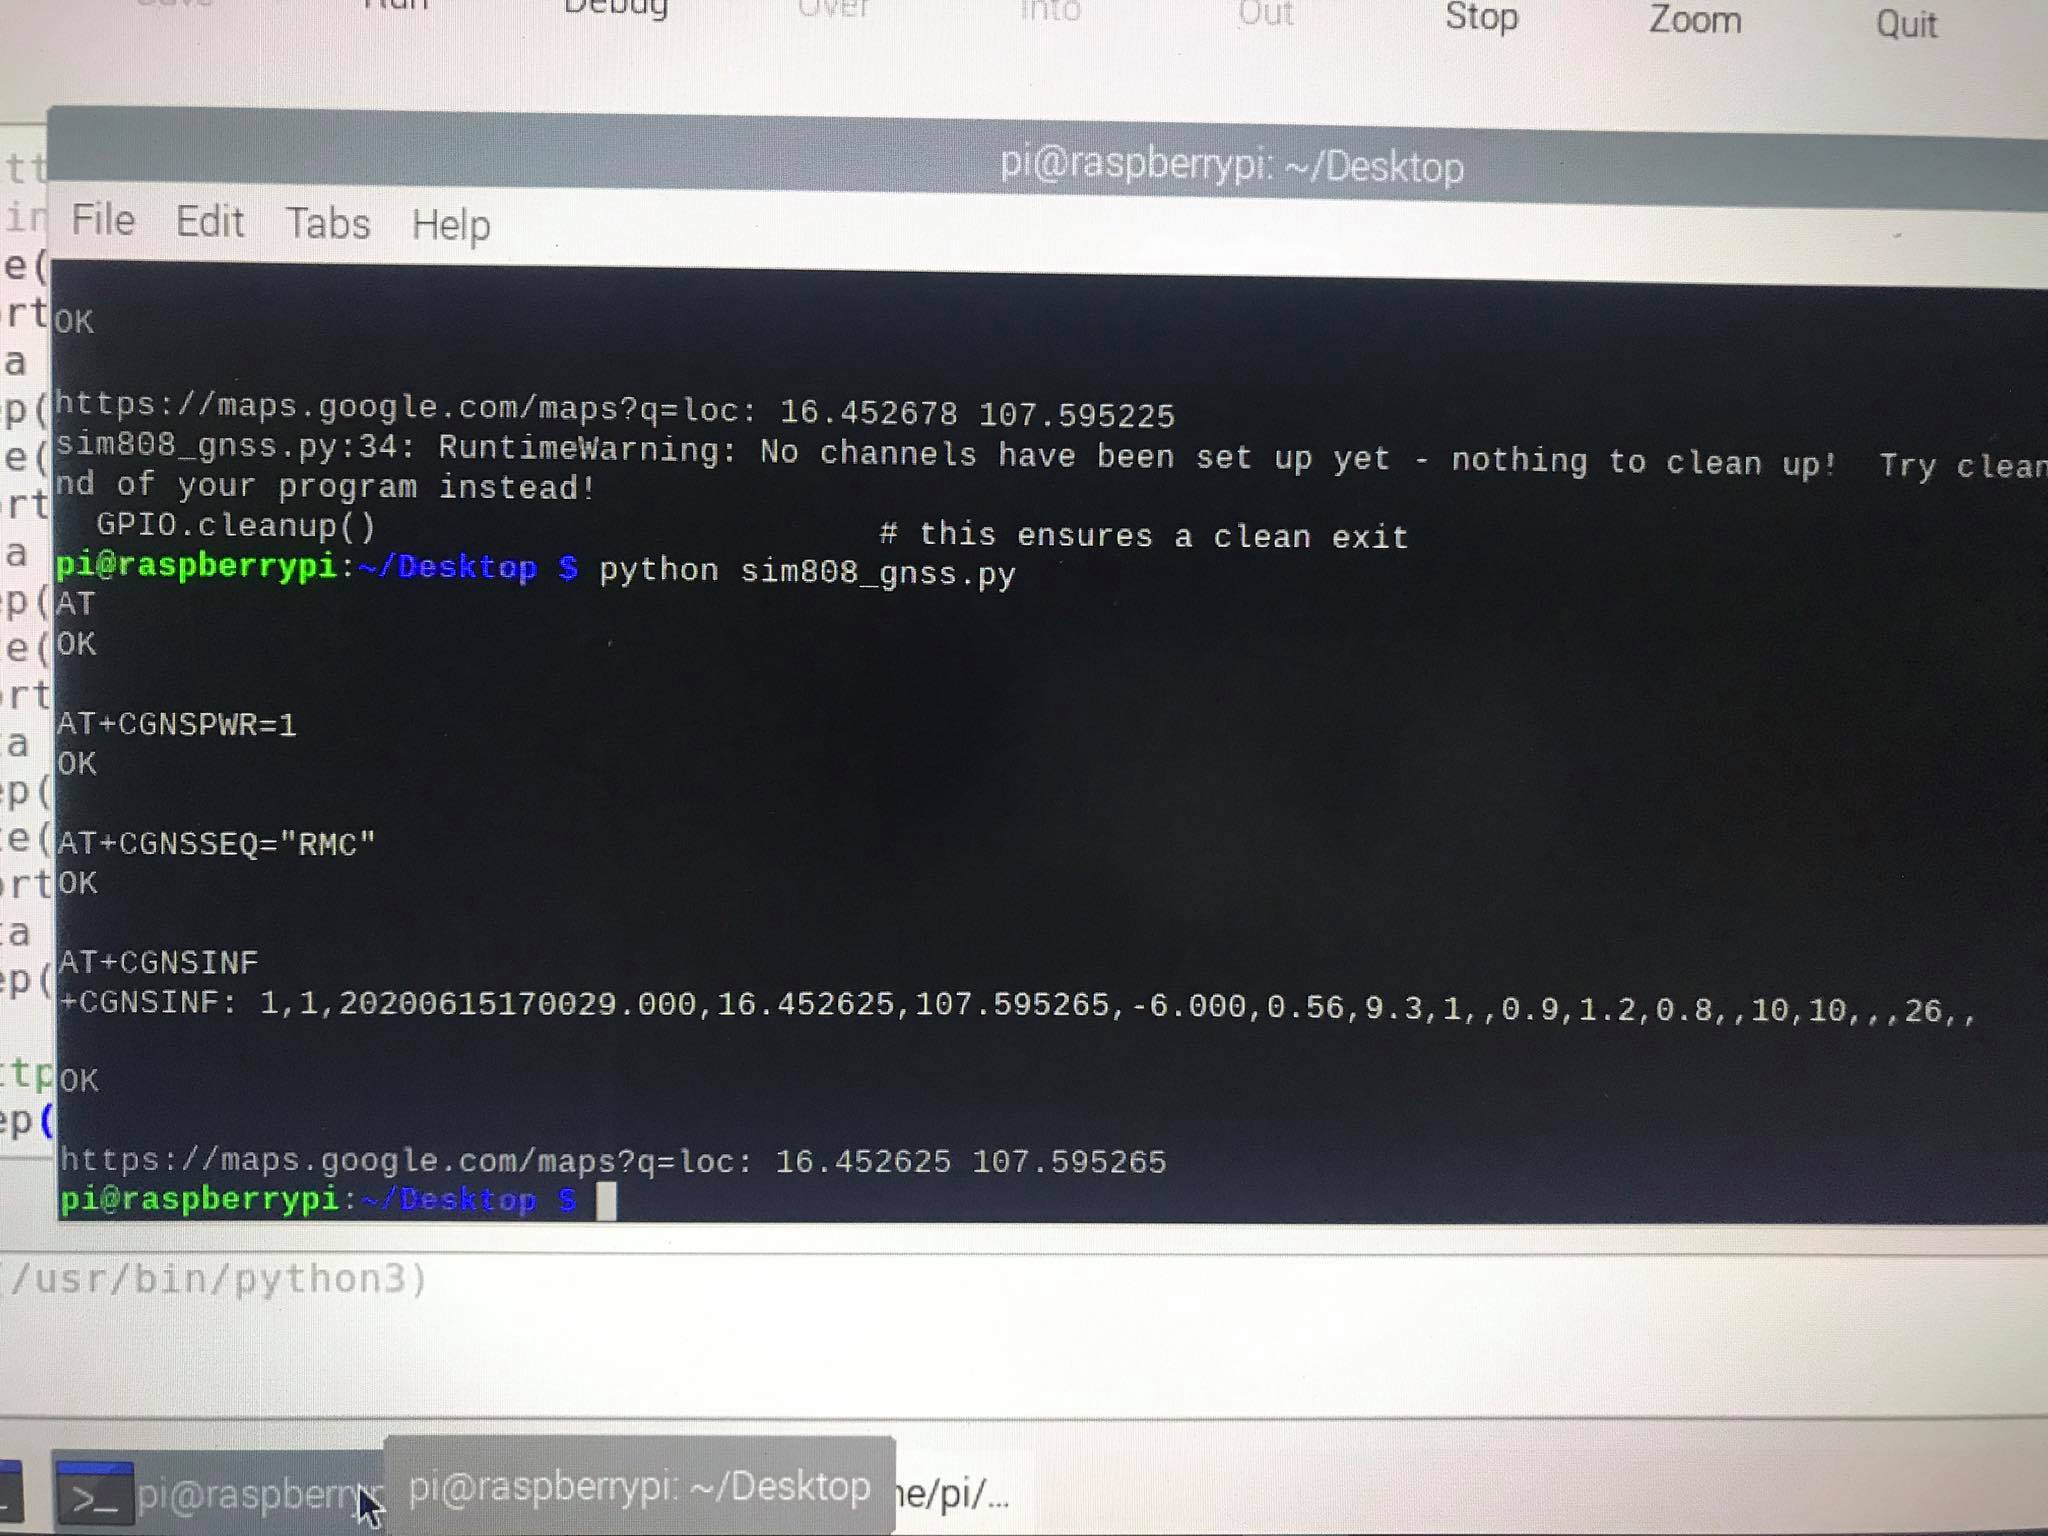 Run Debug Over Into Out Stop Zoom Quit
pi@raspberrypi: ~/Desktop
File Edit Tabs Help
OK
https://maps.google.com/maps?q=loc: 16.452678 107.595225
sim808_gnss.py:34: RuntimeWarning: No channels have been set up yet - nothing to clean up!  Try clean
nd of your program instead!
GPIO.cleanup() # this ensures a clean exit
pi@raspberrypi:~/Desktop $ python sim808_gnss.py
AT
OK
AT+CGNSPWR=1
OK
AT+CGNSSEQ="RMC"
OK
AT+CGNSINF
+CGNSINF: 1,1,20200615170029.000,16.452625,107.595265,-6.000,0.56,9.3,1,,0.9,1.2,0.8,,10,10,,,26,,
OK
https://maps.google.com/maps?q=loc: 16.452625 107.595265
pi@raspberrypi:~/Desktop $
(/usr/bin/python3)
>_ pi@raspberry
pi@raspberrypi: ~/Desktop
ne/pi/...